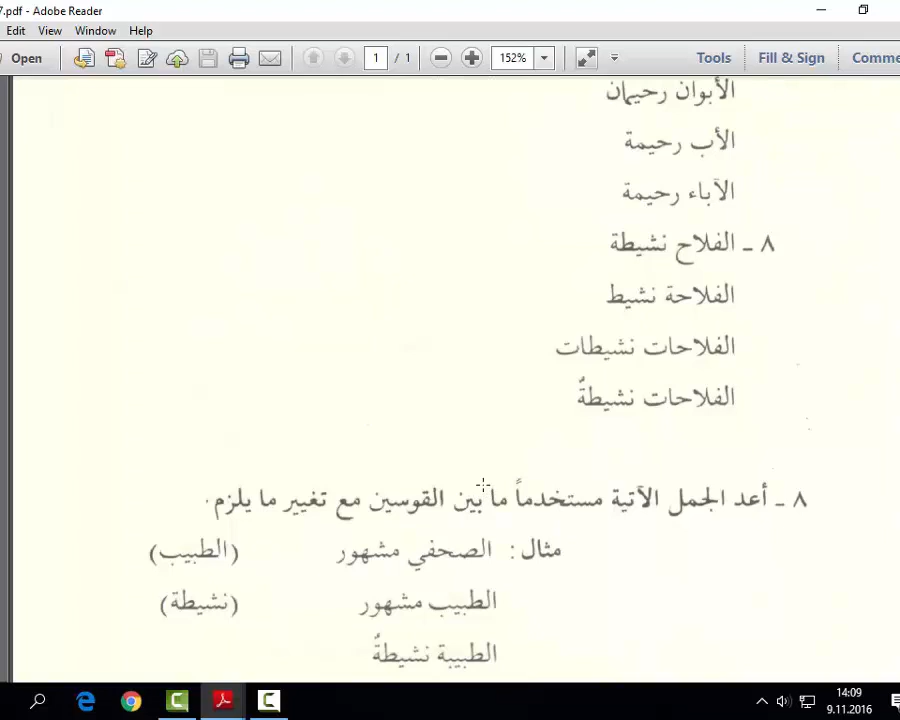 7.pdf - Adobe Reader
Edit View Window Help
Open 1 / 1 152% Tools Fill & Sign Comme
الأبوان رحيمان
الأب رحيمة
الآباء رحيمة
٨ ـ الفلاح نشيطة
الفلاحة نشيط
الفلاحات نشيطات
الفلاحات نشيطةٌ
٨ ـ أعد الجمل الآتية مستخدماً ما بين القوسين مع تغيير ما يلزم.
مثال : الصحفي مشهور (الطبيب)
الطبيب مشهور (نشيطة)
الطبيبة نشيطةٌ
14:09
9.11.2016